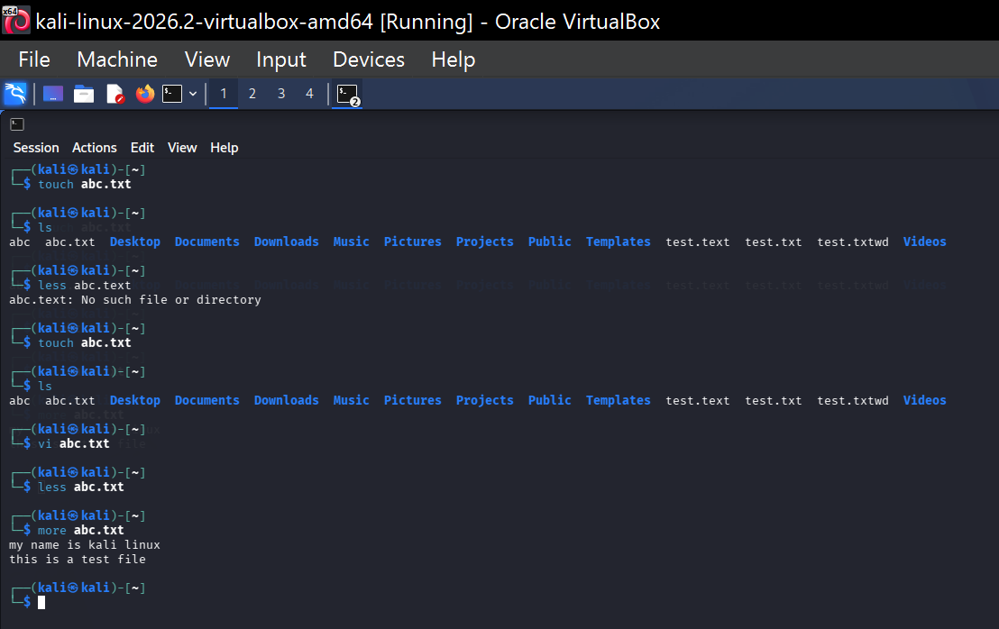 x64 kali-linux-2026.2-virtualbox-amd64 [Running] - Oracle VirtualBox
File Machine View Input Devices Help
1 2 3 4 2
Session Actions Edit View Help
┌──(kali㉿kali)-[~]
└─$ touch abc.txt
┌──(kali㉿kali)-[~]
└─$ ls
abc abc.txt Desktop Documents Downloads Music Pictures Projects Public Templates test.text test.txt test.txtwd Videos
┌──(kali㉿kali)-[~]
└─$ less abc.text
abc.text: No such file or directory
┌──(kali㉿kali)-[~]
└─$ touch abc.txt
┌──(kali㉿kali)-[~]
└─$ ls
abc abc.txt Desktop Documents Downloads Music Pictures Projects Public Templates test.text test.txt test.txtwd Videos
┌──(kali㉿kali)-[~]
└─$ vi abc.txt
┌──(kali㉿kali)-[~]
└─$ less abc.txt
┌──(kali㉿kali)-[~]
└─$ more abc.txt
my name is kali linux
this is a test file
┌──(kali㉿kali)-[~]
└─$